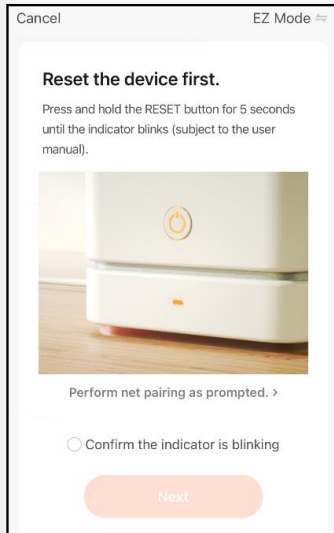 Cancel EZ Mode
Reset the device first.
Press and hold the RESET button for 5 seconds
until the indicator blinks (subject to the user
manual).
Perform net pairing as prompted. >
Confirm the indicator is blinking
Next